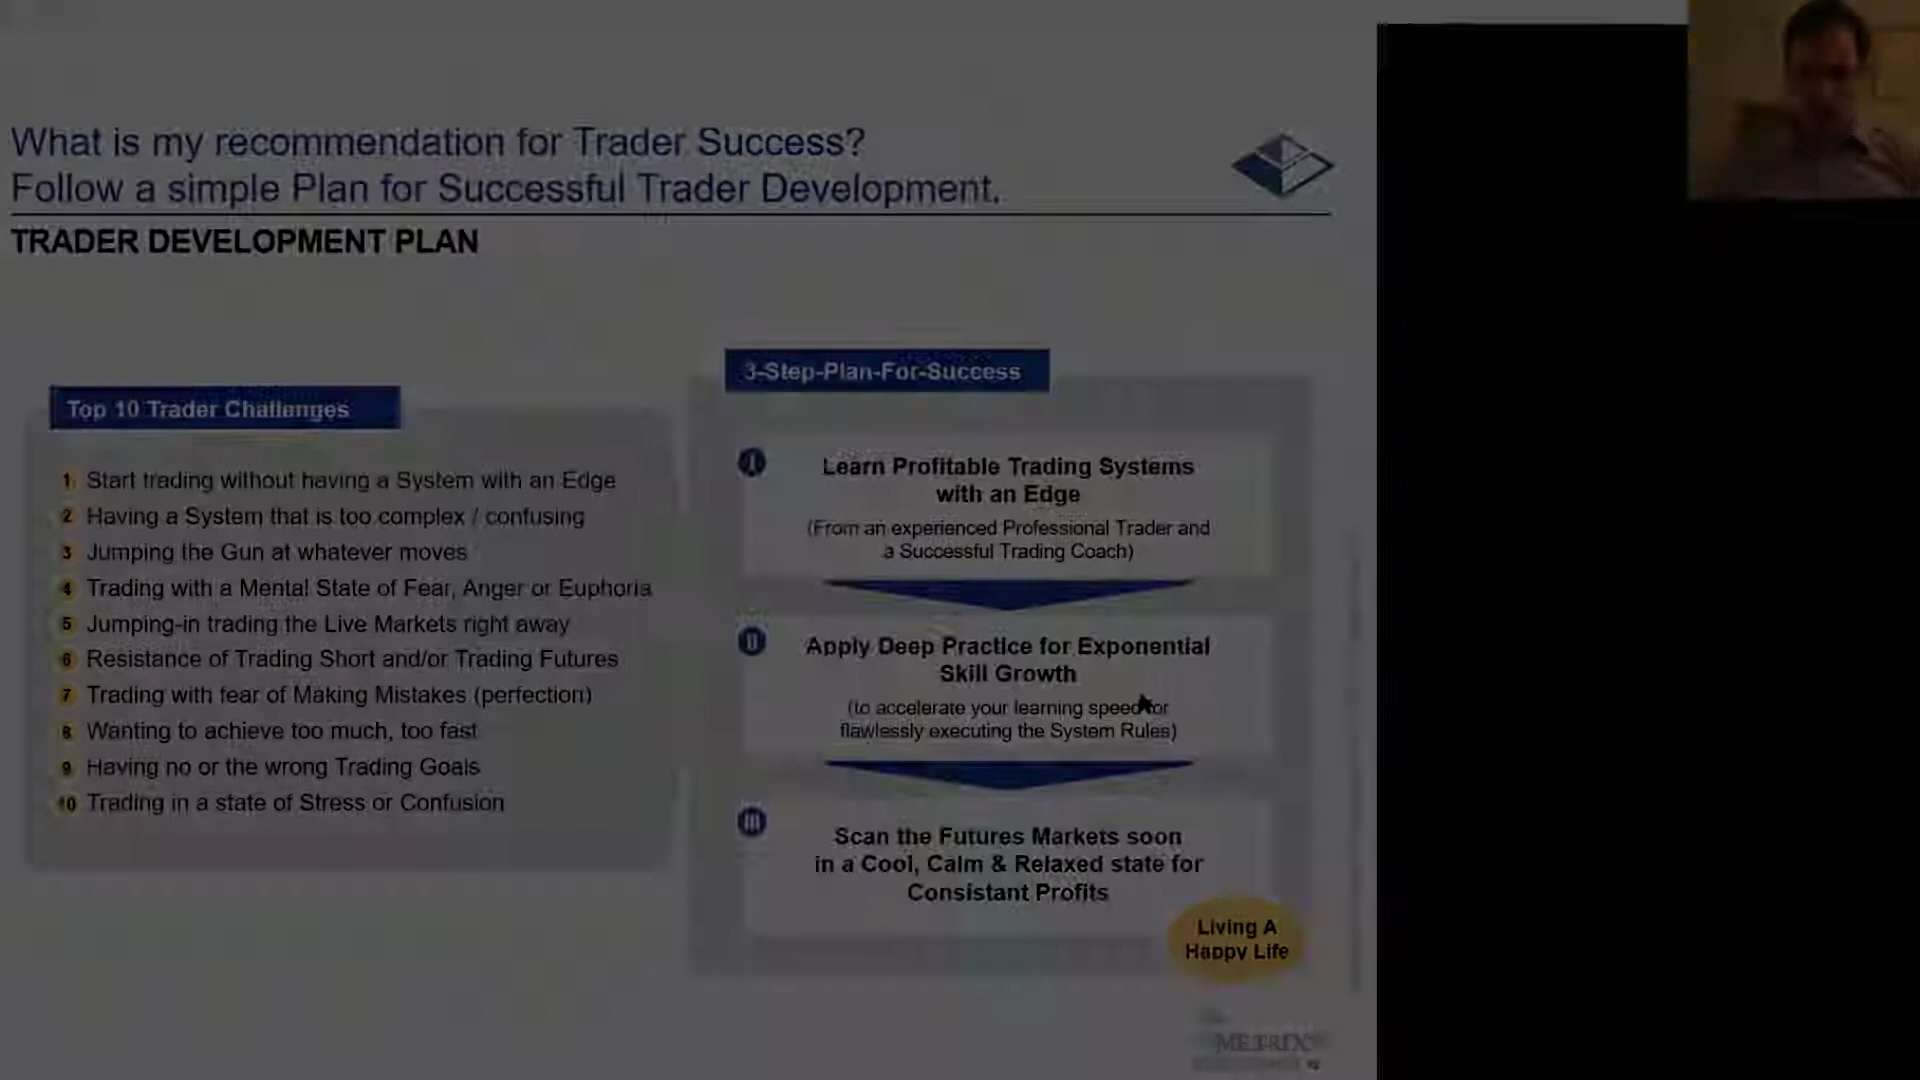 What is my recommendation for Trader Success?
Follow a simple Plan for Successful Trader Development.
TRADER DEVELOPMENT PLAN
Top 10 Trader Challenges
1 Start trading without having a System with an Edge
2 Having a System that is too complex / confusing
3 Jumping the Gun at whatever moves
4 Trading with a Mental State of Fear, Anger or Euphoria
5 Jumping-in trading the Live Markets right away
6 Resistance of Trading Short and/or Trading Futures
7 Trading with fear of Making Mistakes (perfection)
8 Wanting to achieve too much, too fast
9 Having no or the wrong Trading Goals
10 Trading in a state of Stress or Confusion
3-Step-Plan-For-Success
I
Learn Profitable Trading Systems
with an Edge
(From an experienced Professional Trader and
a Successful Trading Coach)
II
Apply Deep Practice for Exponential
Skill Growth
(to accelerate your learning speed for
flawlessly executing the System Rules)
III
Scan the Futures Markets soon
in a Cool, Calm & Relaxed state for
Consistant Profits
Living A
Happy Life
METRIX